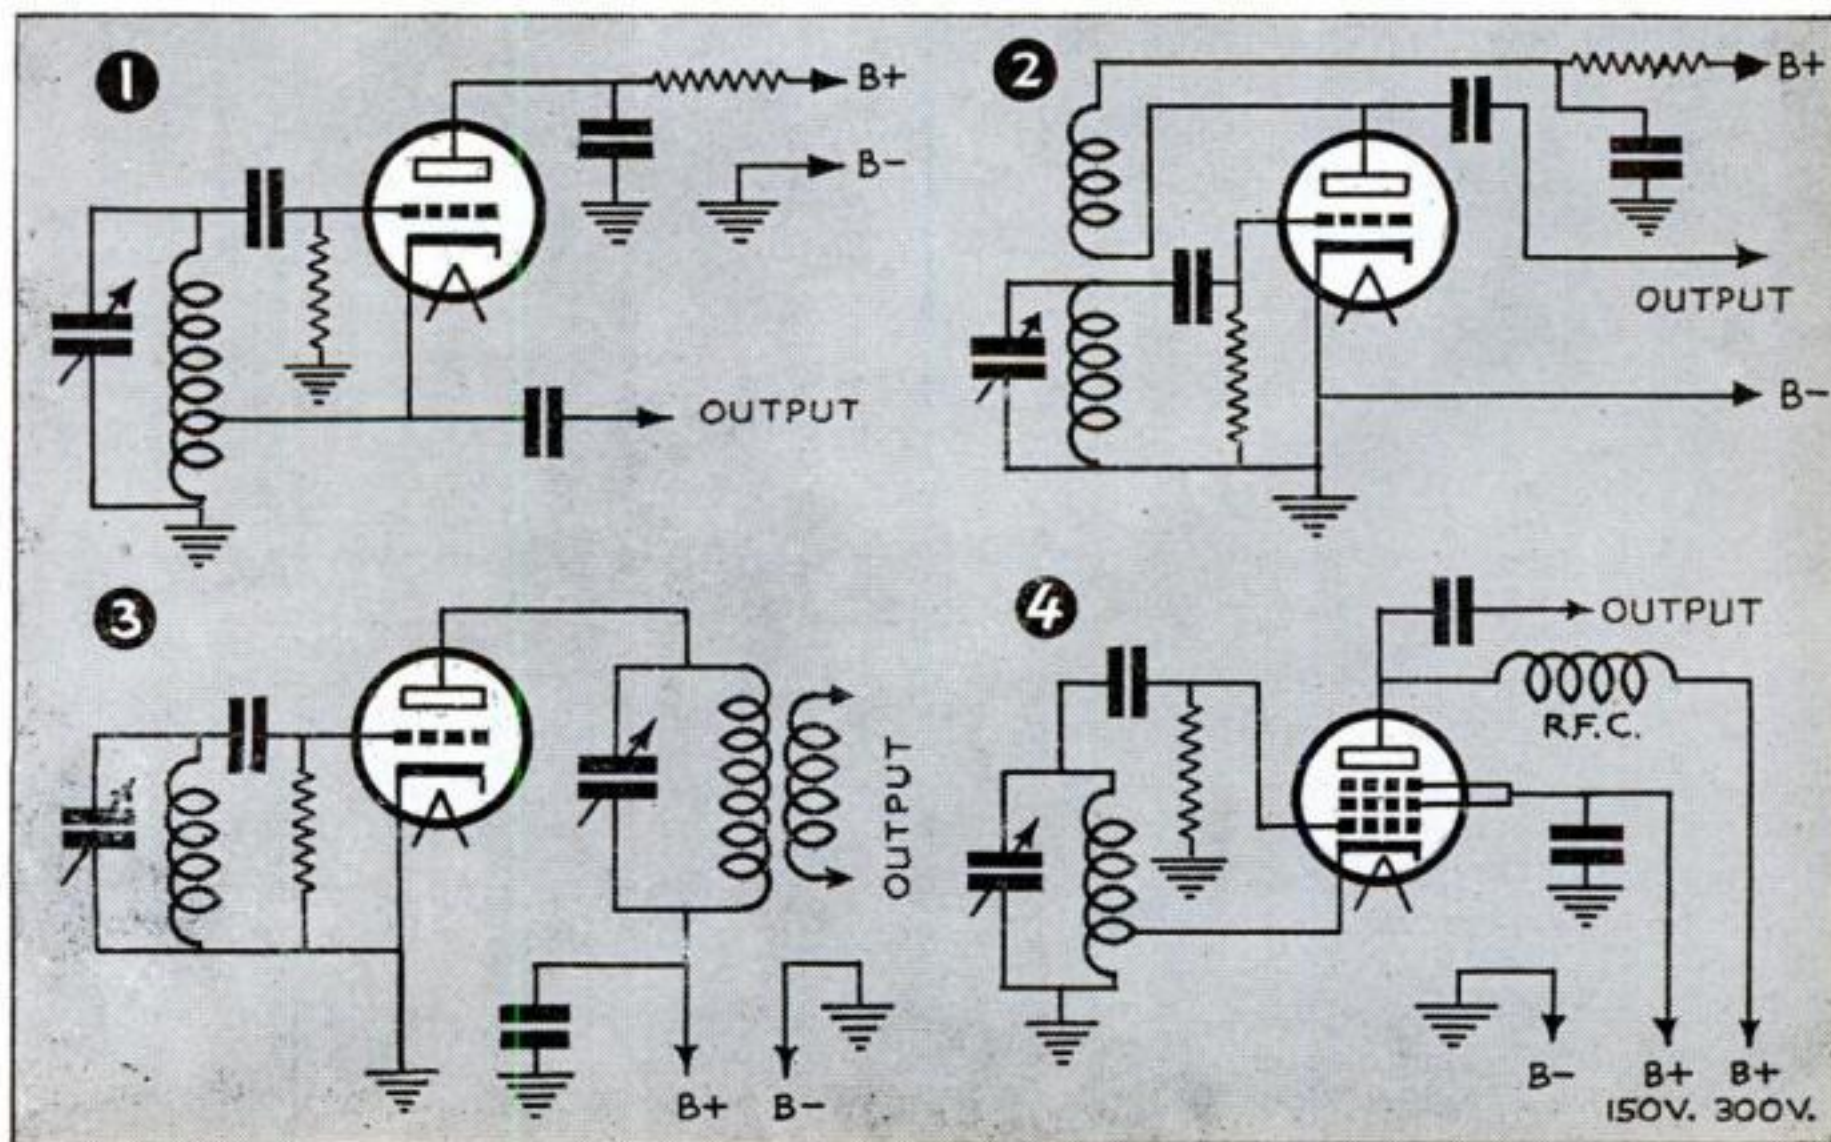 1
B+
B-
OUTPUT
2
B+
OUTPUT
B-
3
OUTPUT
B+ B-
4
OUTPUT
R.F.C.
B- B+ B+
150V. 300V.